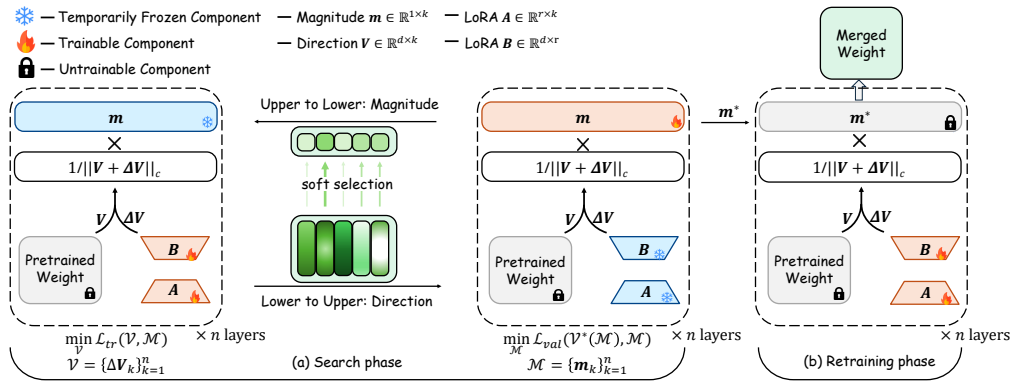 — Temporarily Frozen Component
— Magnitude m ∈ ℝ^{1×k}
— LoRA A ∈ ℝ^{r×k}
— Trainable Component
— Direction V ∈ ℝ^{d×k}
— LoRA B ∈ ℝ^{d×r}
— Untrainable Component
Merged
Weight
m
1/||V + ΔV||_c
V ΔV
Pretrained
Weight
B
A
× n layers
min_𝒱 ℒ_tr(𝒱, ℳ)
𝒱 = {ΔV_k}^n_{k=1}
Upper to Lower: Magnitude
soft selection
Lower to Upper: Direction
(a) Search phase
m
1/||V + ΔV||_c
V ΔV
Pretrained
Weight
B
A
× n layers
min_ℳ ℒ_val(𝒱*(ℳ), ℳ)
ℳ = {m_k}^n_{k=1}
m*
m*
1/||V + ΔV||_c
V ΔV
Pretrained
Weight
B
A
× n layers
(b) Retraining phase